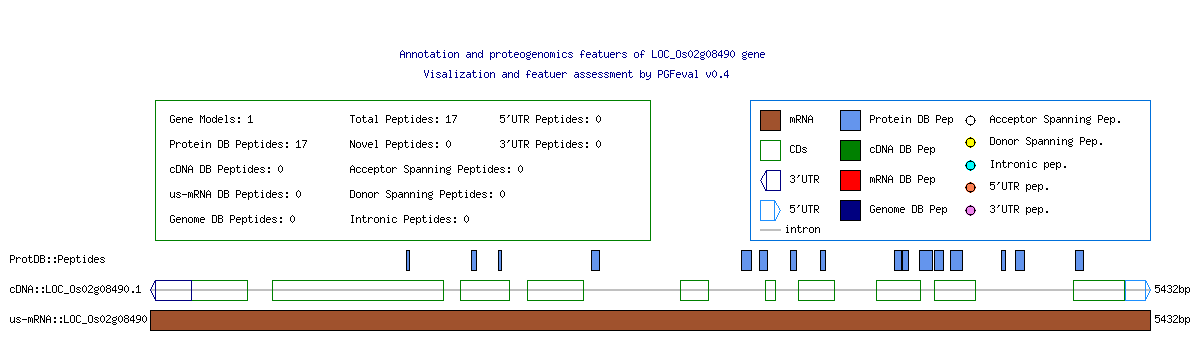 Annotation and proteogenomics featuers of LOC_Os02g08490 gene
Visalization and featuer assessment by PGFeval v0.4
Gene Models: 1 Total Peptides: 17 5'UTR Peptides: 0
Protein DB Peptides: 17 Novel Peptides: 0 3'UTR Peptides: 0
cDNA DB Peptides: 0 Acceptor Spanning Peptides: 0
us-mRNA DB Peptides: 0 Donor Spanning Peptides: 0
Genome DB Peptides: 0 Intronic Peptides: 0
mRNA Protein DB Pep Acceptor Spanning Pep.
CDs cDNA DB Pep Donor Spanning Pep.
3'UTR mRNA DB Pep Intronic pep.
5'UTR Genome DB Pep 5'UTR pep.
intron 3'UTR pep.
ProtDB::Peptides
cDNA::LOC_Os02g08490.1 5432bp
us-mRNA::LOC_Os02g08490 5432bp